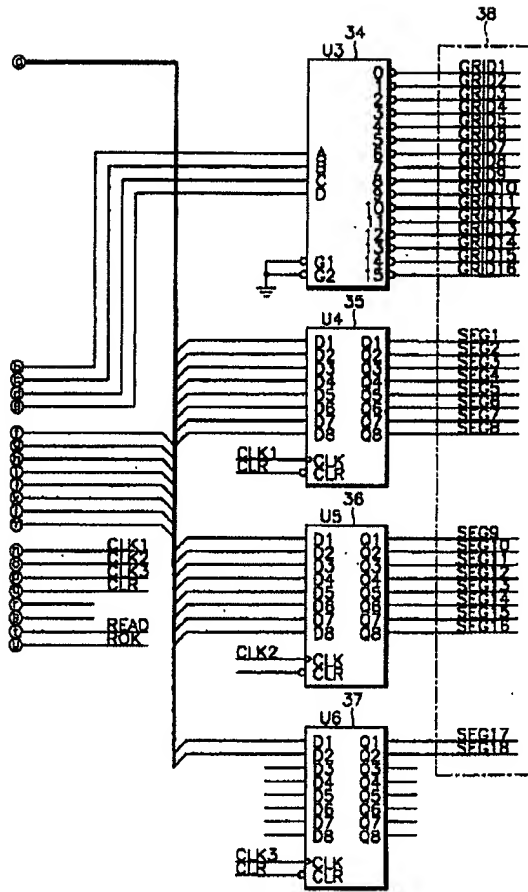 38
34
U3
0 GRID1
1 GRID2
2 GRID3
3 GRID4
4 GRID5
5 GRID6
A 6 GRID7
B 7 GRID8
C 8 GRID9
D 9 GRID10
10 GRID11
11 GRID12
12 GRID13
13 GRID14
G1 14 GRID15
G2 15 GRID16
35
U4
D1 Q1 SEG1
D2 Q2 SEG2
D3 Q3 SEG3
D4 Q4 SEG4
D5 Q5 SEG5
D6 Q6 SEG6
D7 Q7 SEG7
D8 Q8 SEG8
CLK1 CLK
CLR CLR
36
U5
D1 Q1 SEG9
D2 Q2 SEG10
D3 Q3 SEG11
D4 Q4 SEG12
D5 Q5 SEG13
D6 Q6 SEG14
D7 Q7 SEG15
D8 Q8 SEG16
CLK2 CLK
CLR
37
U6
D1 Q1 SEG17
D2 Q2 SEG18
D3 Q3
D4 Q4
D5 Q5
D6 Q6
D7 Q7
D8 Q8
CLK3 CLK
CLR CLR
CLK1
CLK2
CLK3
CLR
READ
ROK